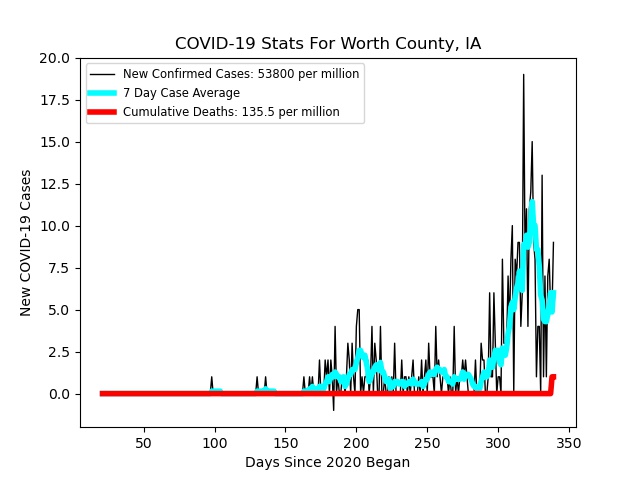 COVID-19 Stats For Worth County, IA
New Confirmed Cases: 53800 per million
7 Day Case Average
Cumulative Deaths: 135.5 per million
New COVID-19 Cases
20.0
17.5
15.0
12.5
10.0
7.5
5.0
2.5
0.0
50 100 150 200 250 300 350
Days Since 2020 Began